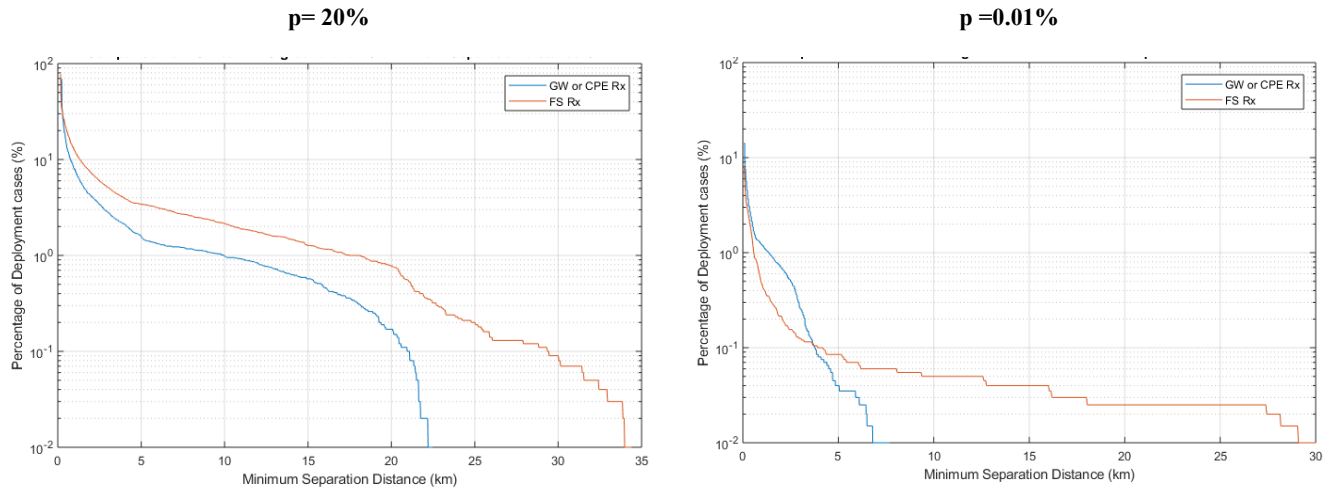 p= 20%
p =0.01%
GW or CPE Rx
FS Rx
Percentage of Deployment cases (%)
10^2
10^1
10^0
10^-1
10^-2
0 5 10 15 20 25 30 35
Minimum Separation Distance (km)
GW or CPE Rx
FS Rx
Percentage of Deployment cases (%)
10^2
10^1
10^0
10^-1
10^-2
0 5 10 15 20 25 30
Minimum Separation Distance (km)